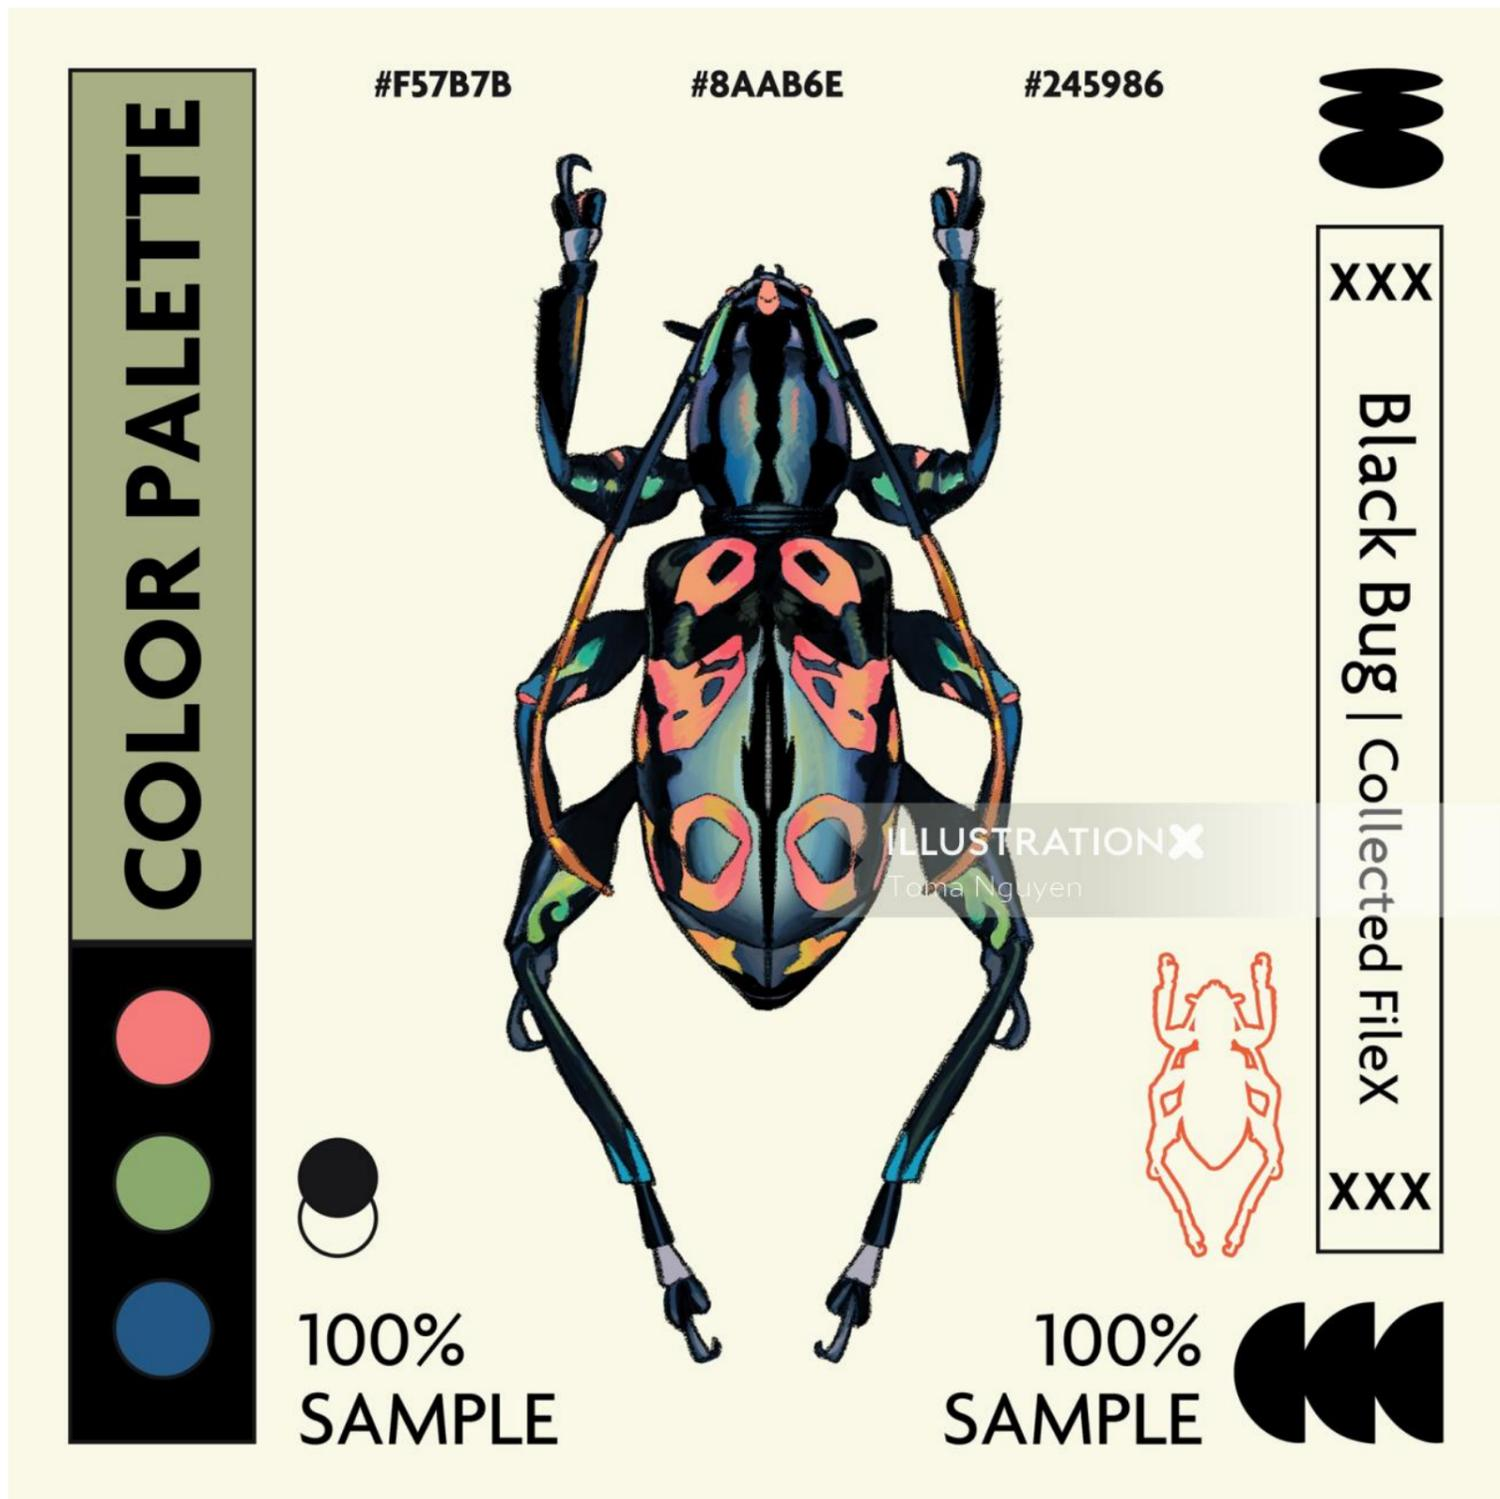 COLOR PALETTE
#F57B7B
#8AAB6E
#245986
XXX
Black Bug | Collected FileX
XXX
ILLUSTRATIONX
Toma Nguyen
100%
SAMPLE
100%
SAMPLE